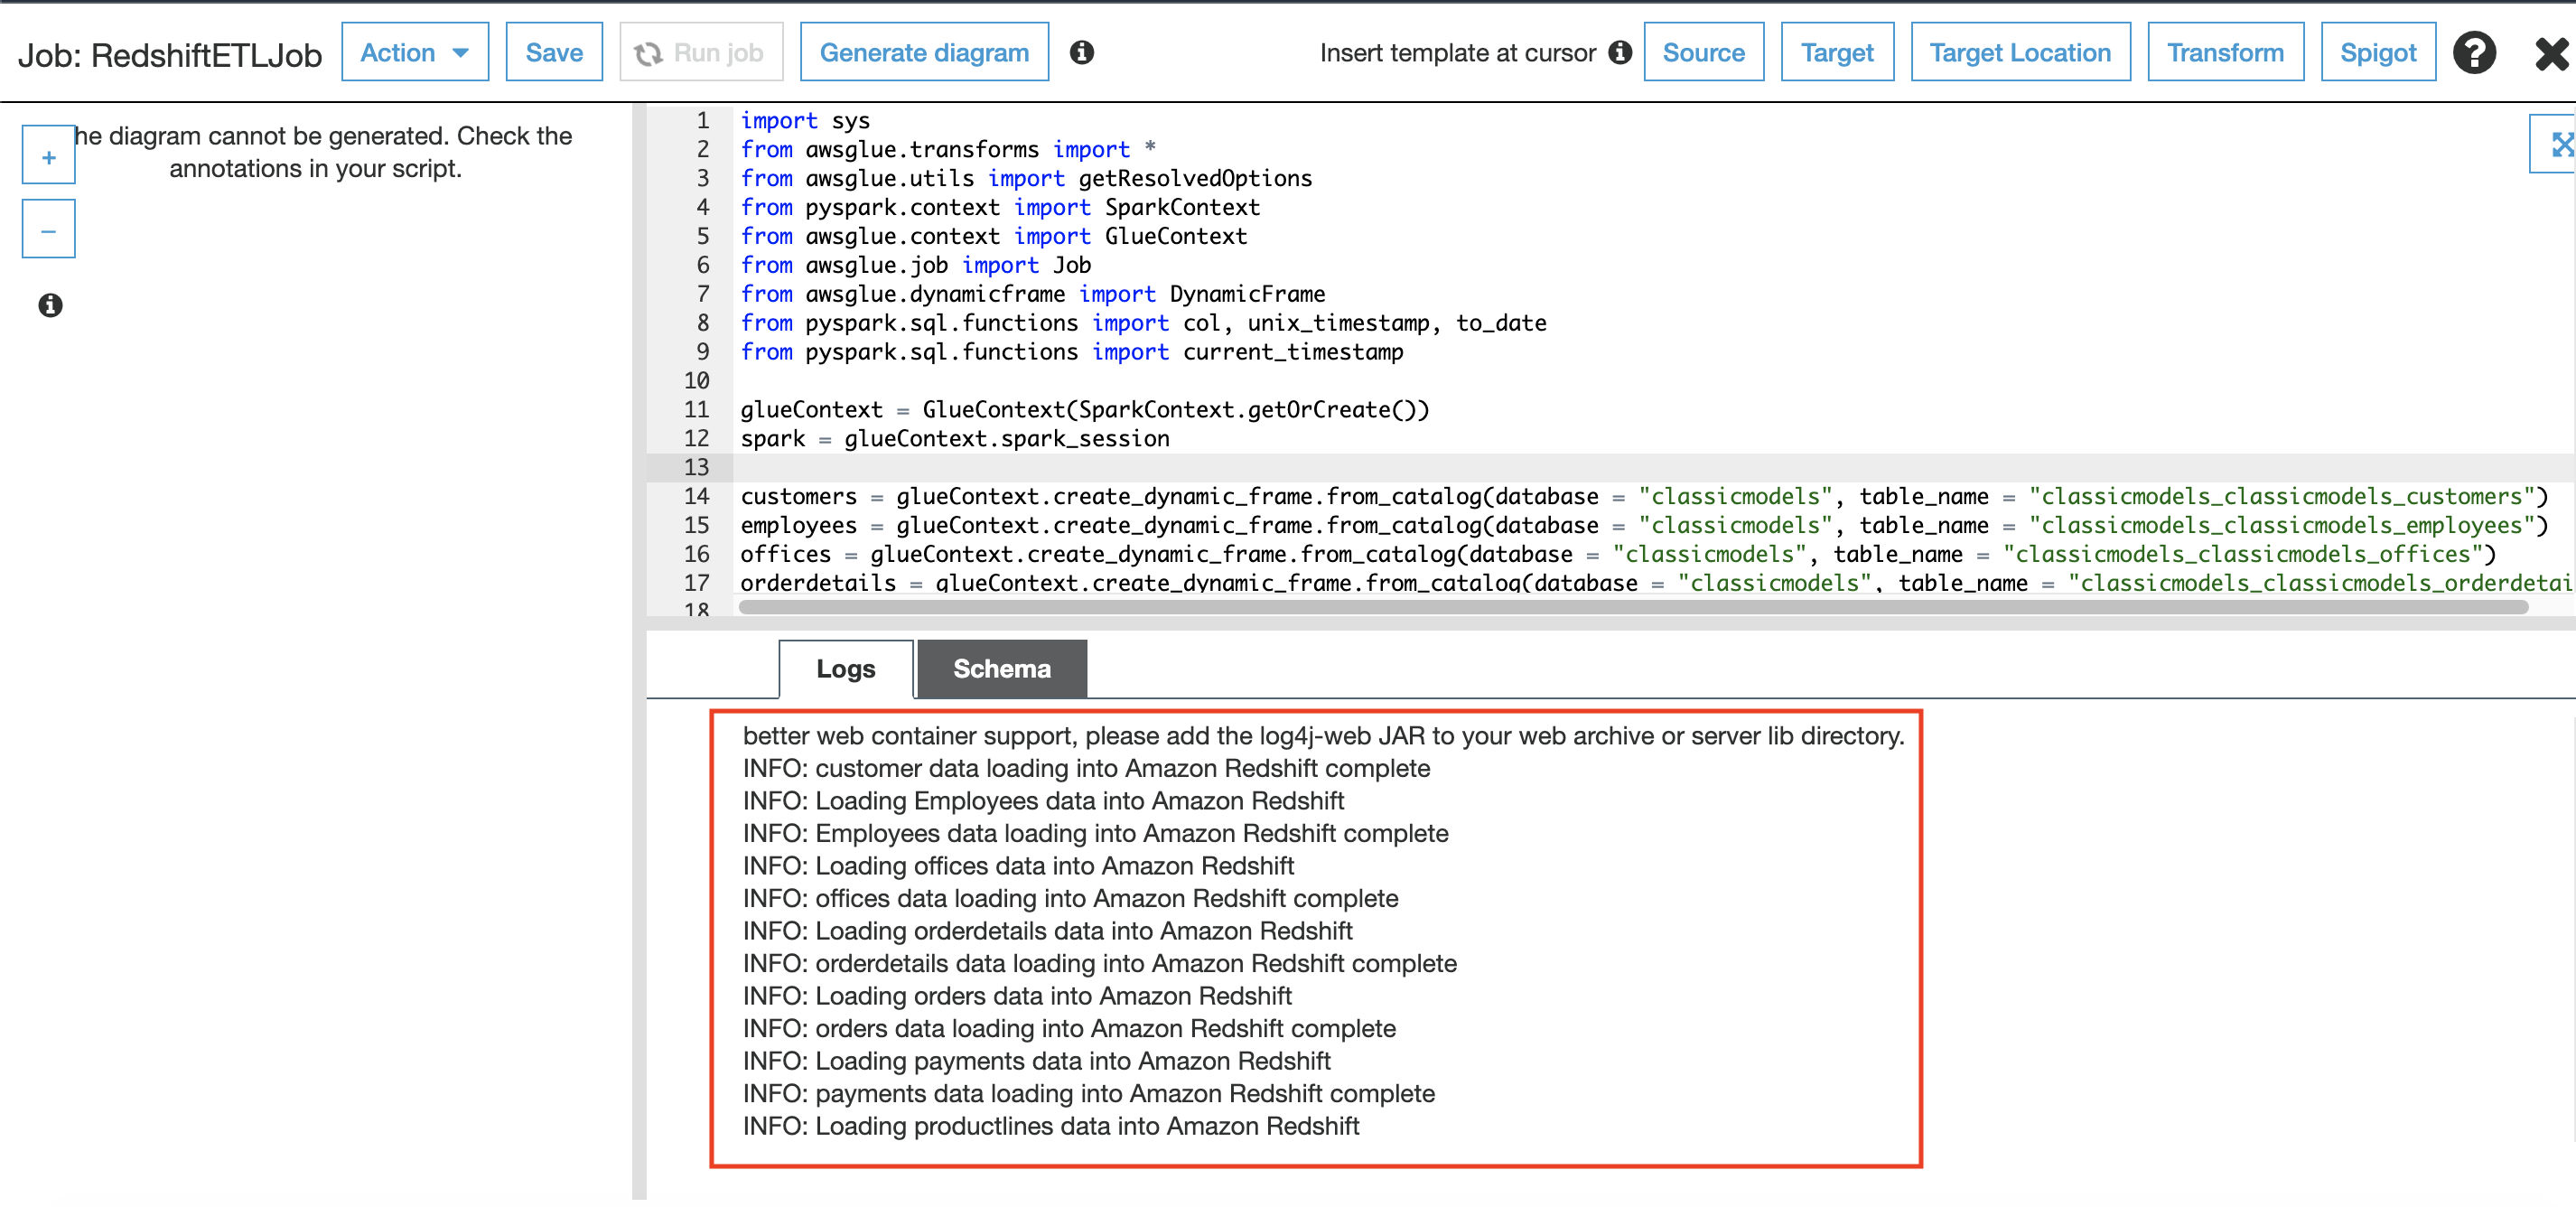 Job: RedshiftETLJob Action Save Run job Generate diagram Insert template at cursor Source Target Target Location Transform Spigot ?
he diagram cannot be generated. Check the
annotations in your script.
+
–
1 import sys
2 from awsglue.transforms import *
3 from awsglue.utils import getResolvedOptions
4 from pyspark.context import SparkContext
5 from awsglue.context import GlueContext
6 from awsglue.job import Job
7 from awsglue.dynamicframe import DynamicFrame
8 from pyspark.sql.functions import col, unix_timestamp, to_date
9 from pyspark.sql.functions import current_timestamp
10
11 glueContext = GlueContext(SparkContext.getOrCreate())
12 spark = glueContext.spark_session
13
14 customers = glueContext.create_dynamic_frame.from_catalog(database = "classicmodels", table_name = "classicmodels_classicmodels_customers")
15 employees = glueContext.create_dynamic_frame.from_catalog(database = "classicmodels", table_name = "classicmodels_classicmodels_employees")
16 offices = glueContext.create_dynamic_frame.from_catalog(database = "classicmodels", table_name = "classicmodels_classicmodels_offices")
17 orderdetails = glueContext.create_dynamic_frame.from_catalog(database = "classicmodels", table_name = "classicmodels_classicmodels_orderdetai
18
Logs Schema
better web container support, please add the log4j-web JAR to your web archive or server lib directory.
INFO: customer data loading into Amazon Redshift complete
INFO: Loading Employees data into Amazon Redshift
INFO: Employees data loading into Amazon Redshift complete
INFO: Loading offices data into Amazon Redshift
INFO: offices data loading into Amazon Redshift complete
INFO: Loading orderdetails data into Amazon Redshift
INFO: orderdetails data loading into Amazon Redshift complete
INFO: Loading orders data into Amazon Redshift
INFO: orders data loading into Amazon Redshift complete
INFO: Loading payments data into Amazon Redshift
INFO: payments data loading into Amazon Redshift complete
INFO: Loading productlines data into Amazon Redshift